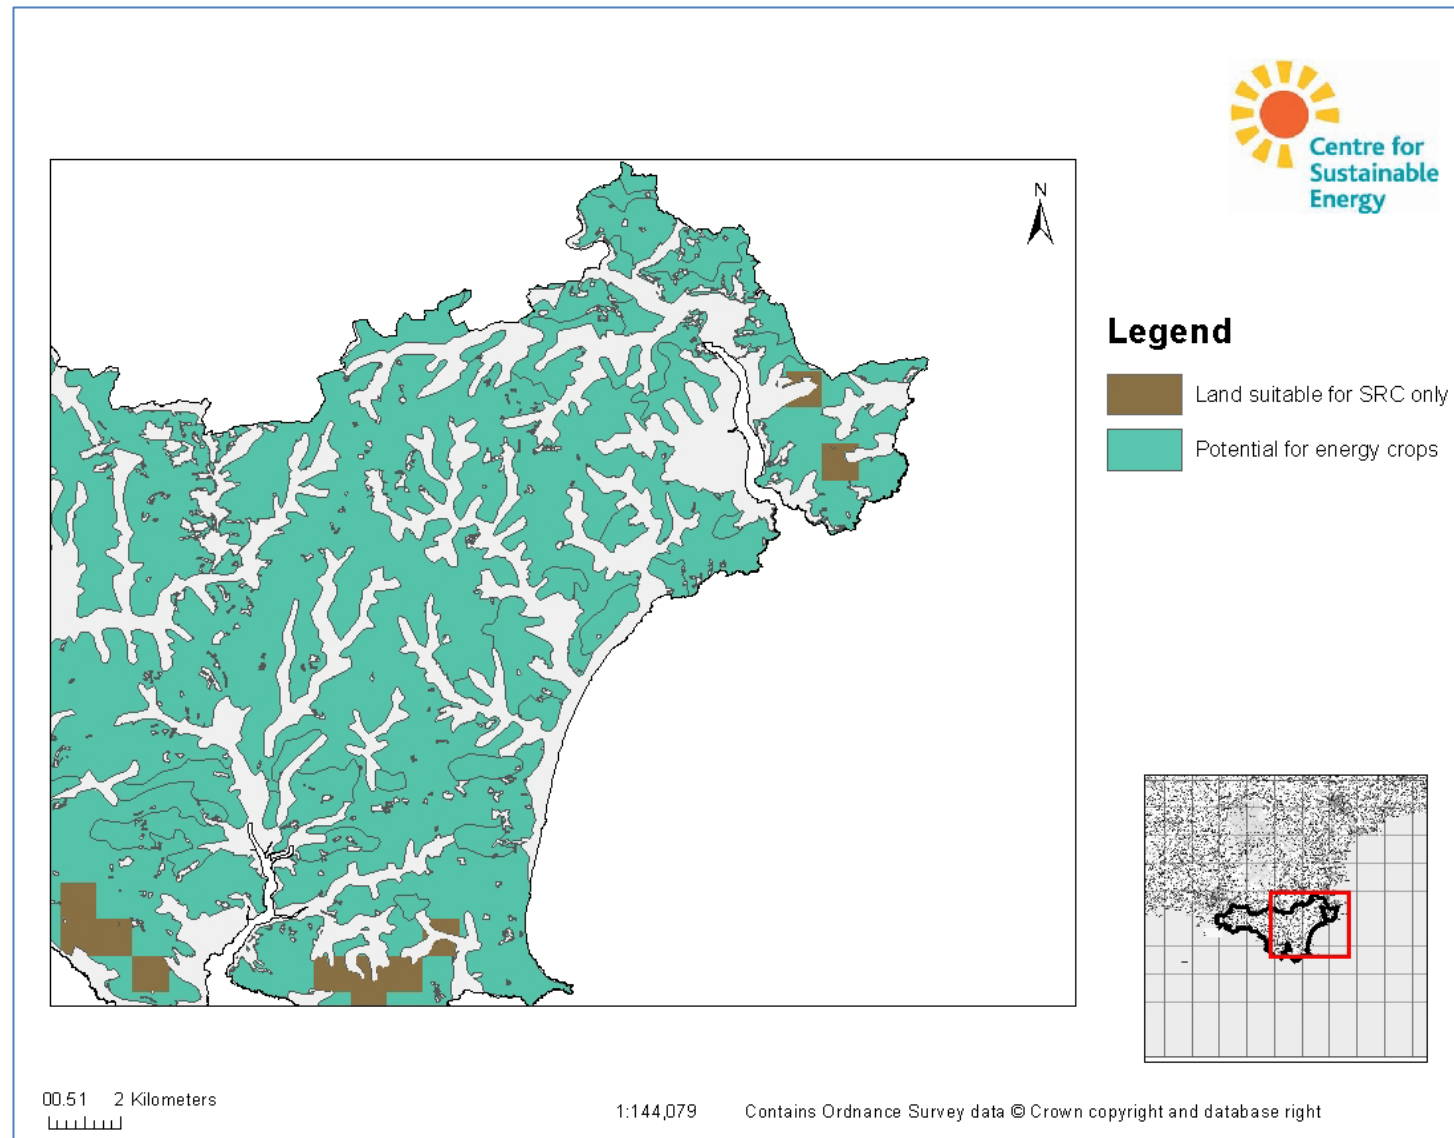 Centre for
Sustainable
Energy
N
Legend
Land suitable for SRC only
Potential for energy crops
00.51 2 Kilometers
1:144,079 Contains Ordnance Survey data © Crown copyright and database right